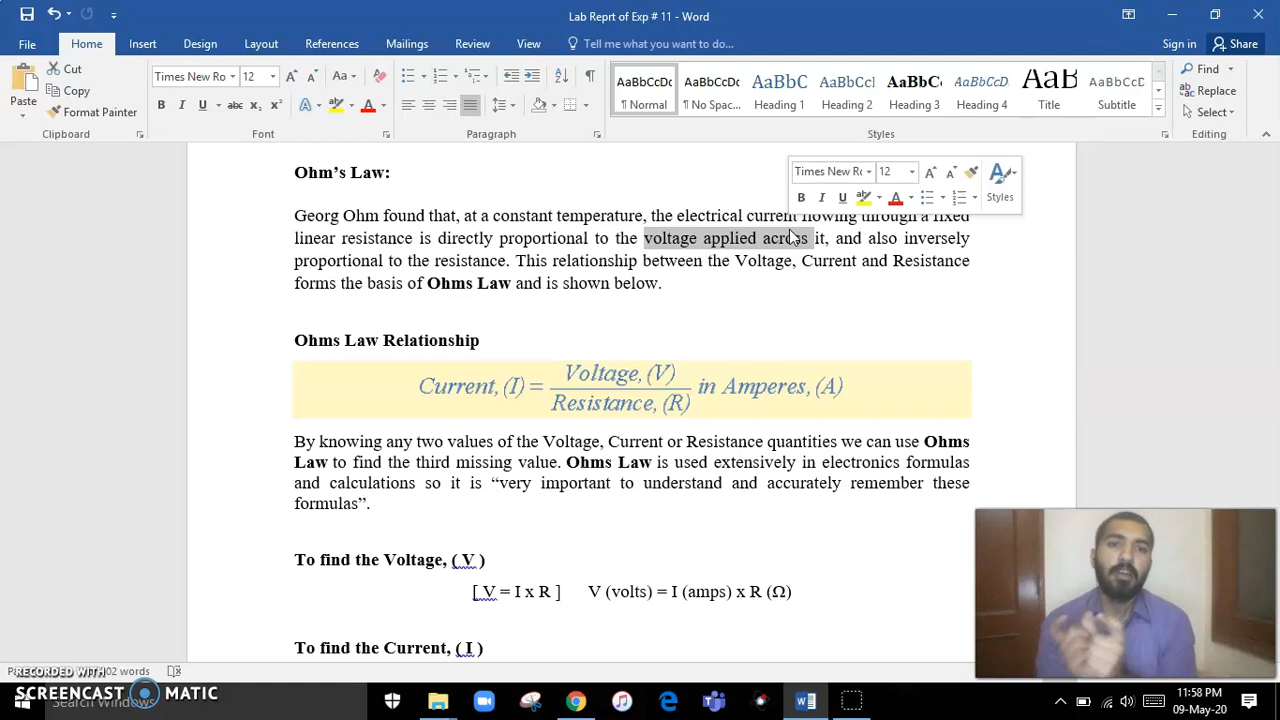 Lab Reprt of Exp # 11 - Word
File Home Insert Design Layout References Mailings Review View Tell me what you want to do... Sign in Share
Cut
Copy
Format Painter
Paste
Clipboard
Times New Ro 12 Aa
B I U abc x₂ x² A A
Font
Paragraph
AaBbCcDc AaBbCcDc AaBbC AaBbCcD AaBbCc AaBbCcD AaB AaBbCcD
¶ Normal ¶ No Spac... Heading 1 Heading 2 Heading 3 Heading 4 Title Subtitle
Styles
Find
Replace
Select
Editing
Times New Ro 12 A A
B I U A Styles
Ohm's Law:
Georg Ohm found that, at a constant temperature, the electrical current flowing through a fixed
linear resistance is directly proportional to the voltage applied across it, and also inversely
proportional to the resistance. This relationship between the Voltage, Current and Resistance
forms the basis of Ohms Law and is shown below.
Ohms Law Relationship
Current, (I) = Voltage, (V) / Resistance, (R) in Amperes, (A)
By knowing any two values of the Voltage, Current or Resistance quantities we can use Ohms
Law to find the third missing value. Ohms Law is used extensively in electronics formulas
and calculations so it is “very important to understand and accurately remember these
formulas”.
To find the Voltage, ( V )
[ V = I x R ] V (volts) = I (amps) x R (Ω)
To find the Current, ( I )
02 words
RECORDED WITH
SCREENCAST MATIC
Search Windows
11:58 PM
09-May-20